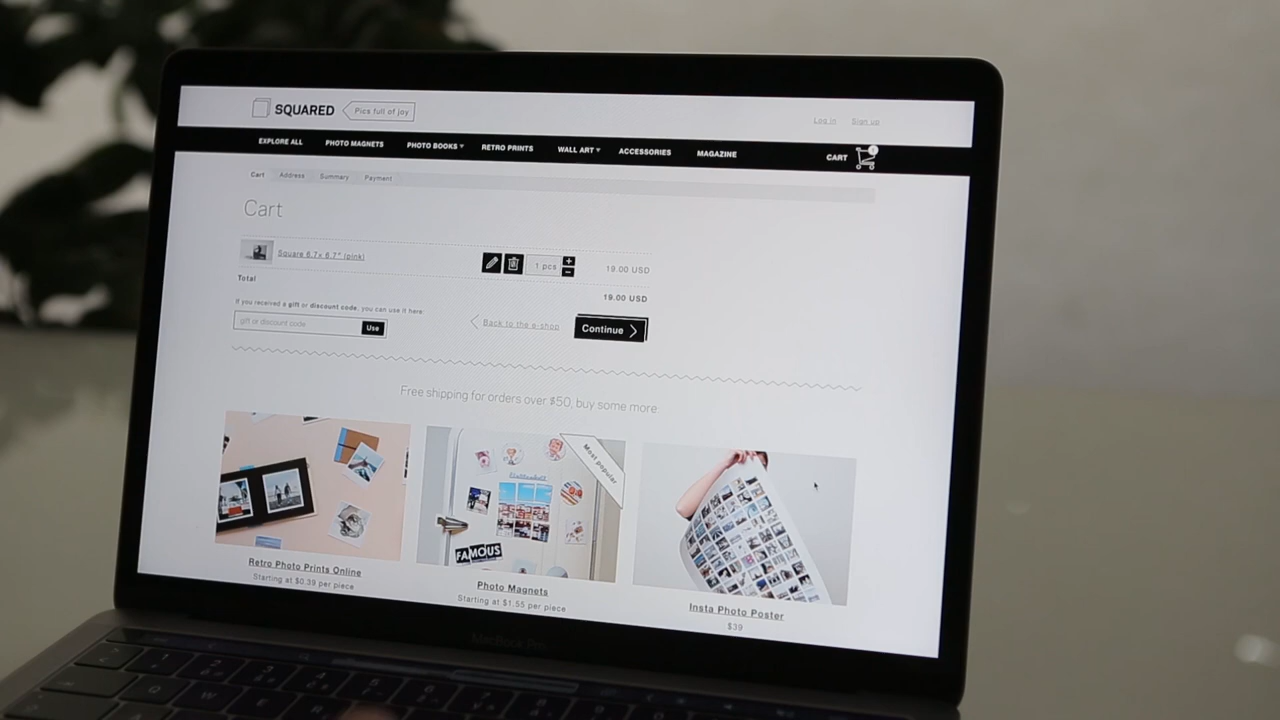 SQUARED
Pics full of joy
Log in Sign up
EXPLORE ALL PHOTO MAGNETS PHOTO BOOKS RETRO PRINTS WALL ART ACCESSORIES MAGAZINE CART 1
Cart Address Summary Payment
Cart
Square 6.7x 6.7" (pink) 1 pcs 19.00 USD
Total 19.00 USD
If you received a gift or discount code, you can use it here:
gift or discount code Use
Back to the e-shop Continue
Free shipping for orders over $50, buy some more
Most popular
FAMOUS
Retro Photo Prints Online
Starting at $0.39 per piece
Photo Magnets
Starting at $1.55 per piece
Insta Photo Poster
$39
MacBook Pro
Q W E R